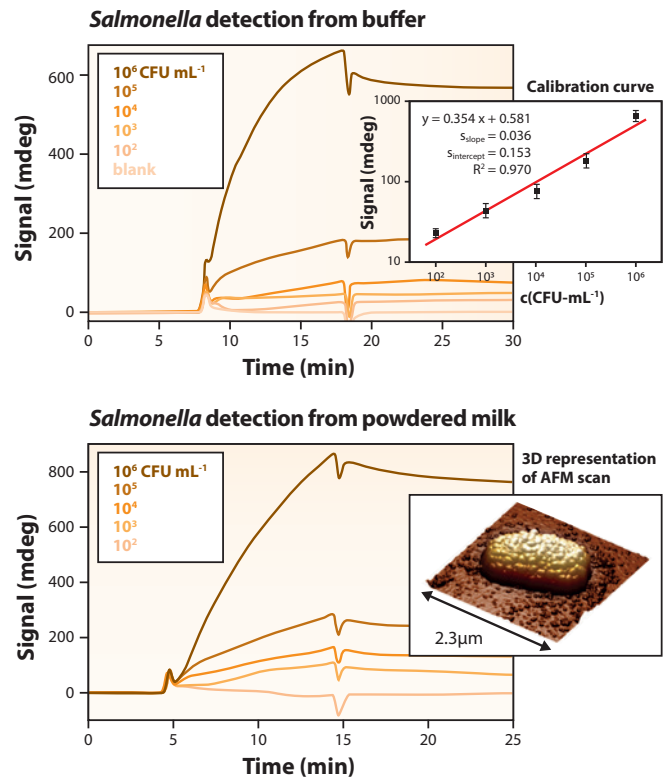 Salmonella detection from buffer
Signal (mdeg)
600
400
200
0
10⁶ CFU mL⁻¹
10⁵
10⁴
10³
10²
blank
0
5
10
15
20
25
30
Time (min)
Calibration curve
Signal (mdeg)
1000
100
10
y = 0.354 x + 0.581
s_slope = 0.036
s_intercept = 0.153
R² = 0.970
10²
10³
10⁴
10⁵
10⁶
c(CFU-mL⁻¹)
Salmonella detection from powdered milk
Signal (mdeg)
800
600
400
200
0
10⁶ CFU mL⁻¹
10⁵
10⁴
10³
10²
0
5
10
15
20
25
Time (min)
3D representation
of AFM scan
2.3µm